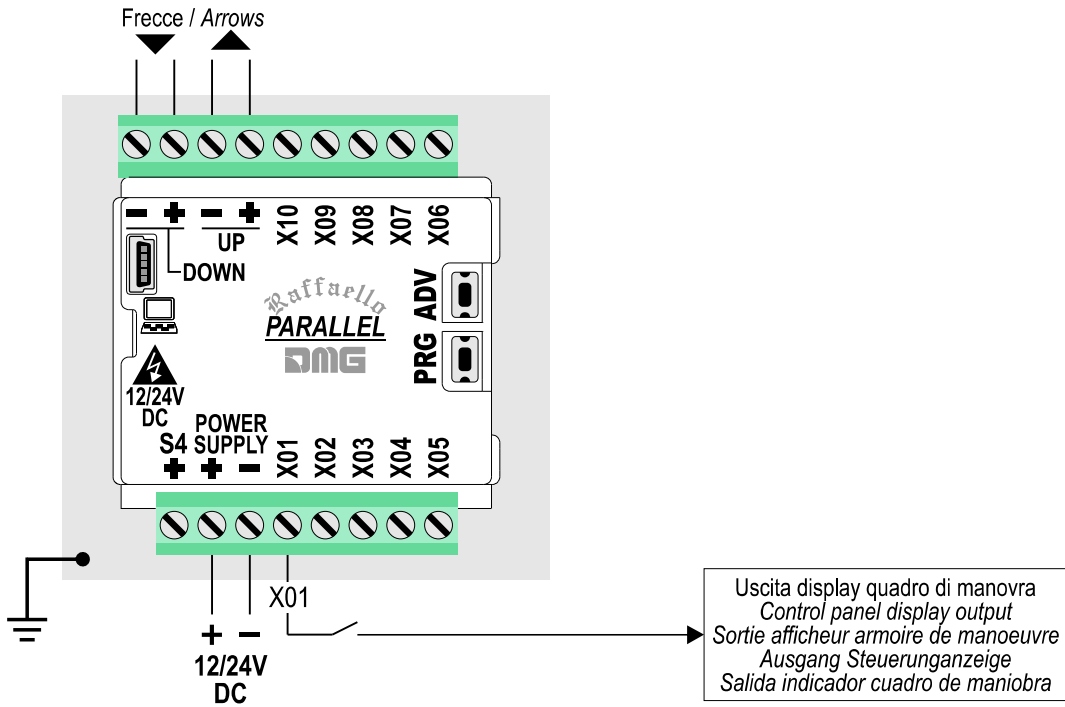 Frecce / Arrows
X10 X09 X08 X07 X06
UP
DOWN
Raffaello
PARALLEL
DMG
PRG ADV
12/24V
DC
S4
POWER
SUPPLY
X01 X02 X03 X04 X05
X01
12/24V
DC
Uscita display quadro di manovra
Control panel display output
Sortie afficheur armoire de manoeuvre
Ausgang Steuerunganzeige
Salida indicador cuadro de maniobra